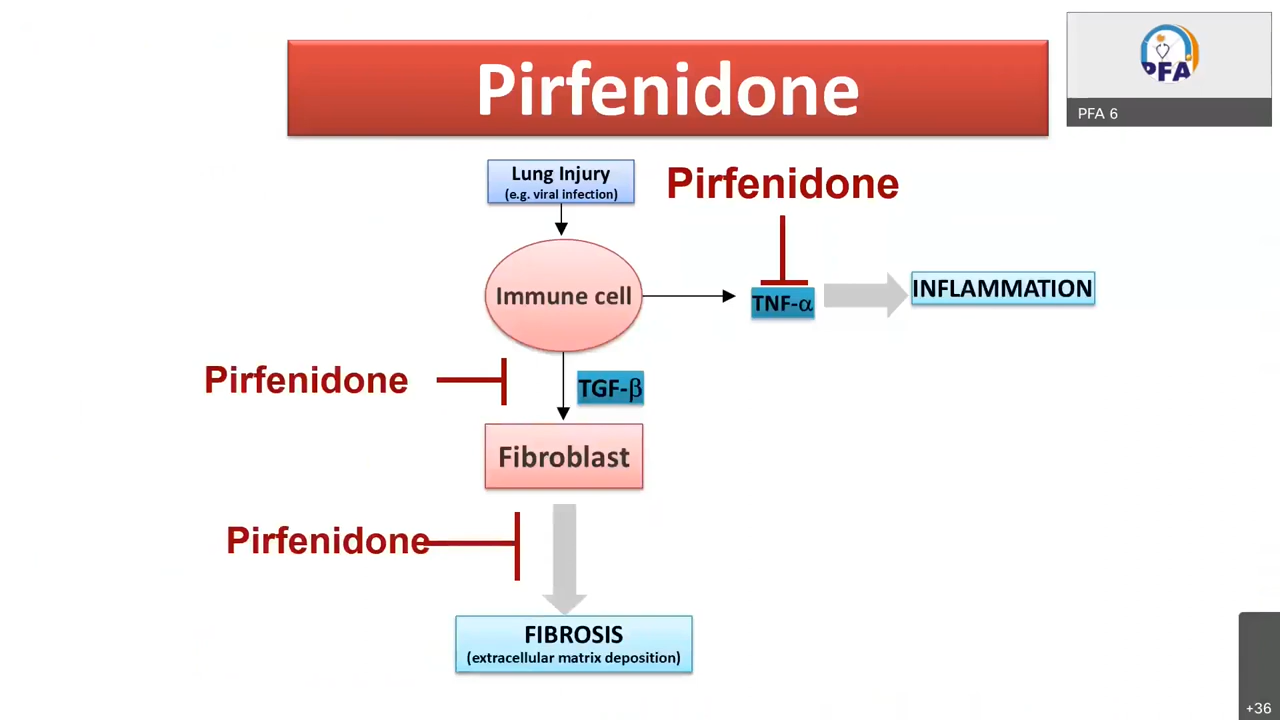 Pirfenidone
PFA
PFA 6
Lung Injury
(e.g. viral infection)
Pirfenidone
Immune cell
TNF-α
INFLAMMATION
Pirfenidone
TGF-β
Fibroblast
Pirfenidone
FIBROSIS
(extracellular matrix deposition)
+36